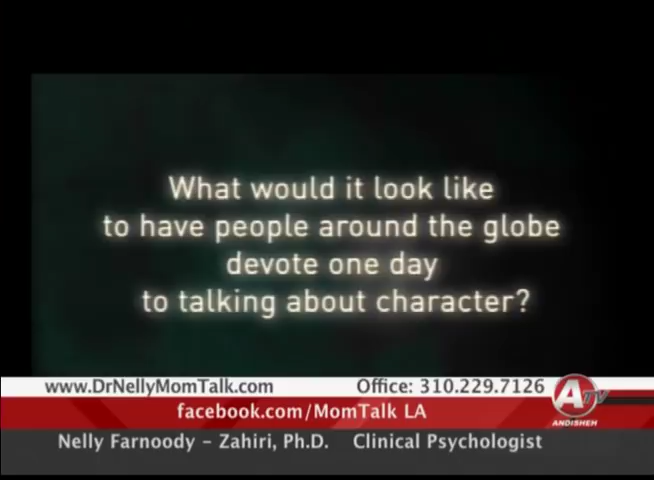 What would it look like
to have people around the globe
devote one day
to talking about character?
www.DrNellyMomTalk.com Office: 310.229.7126
facebook.com/MomTalk LA
ATV
ANDISHEH
Nelly Farnoody - Zahiri, Ph.D. Clinical Psychologist